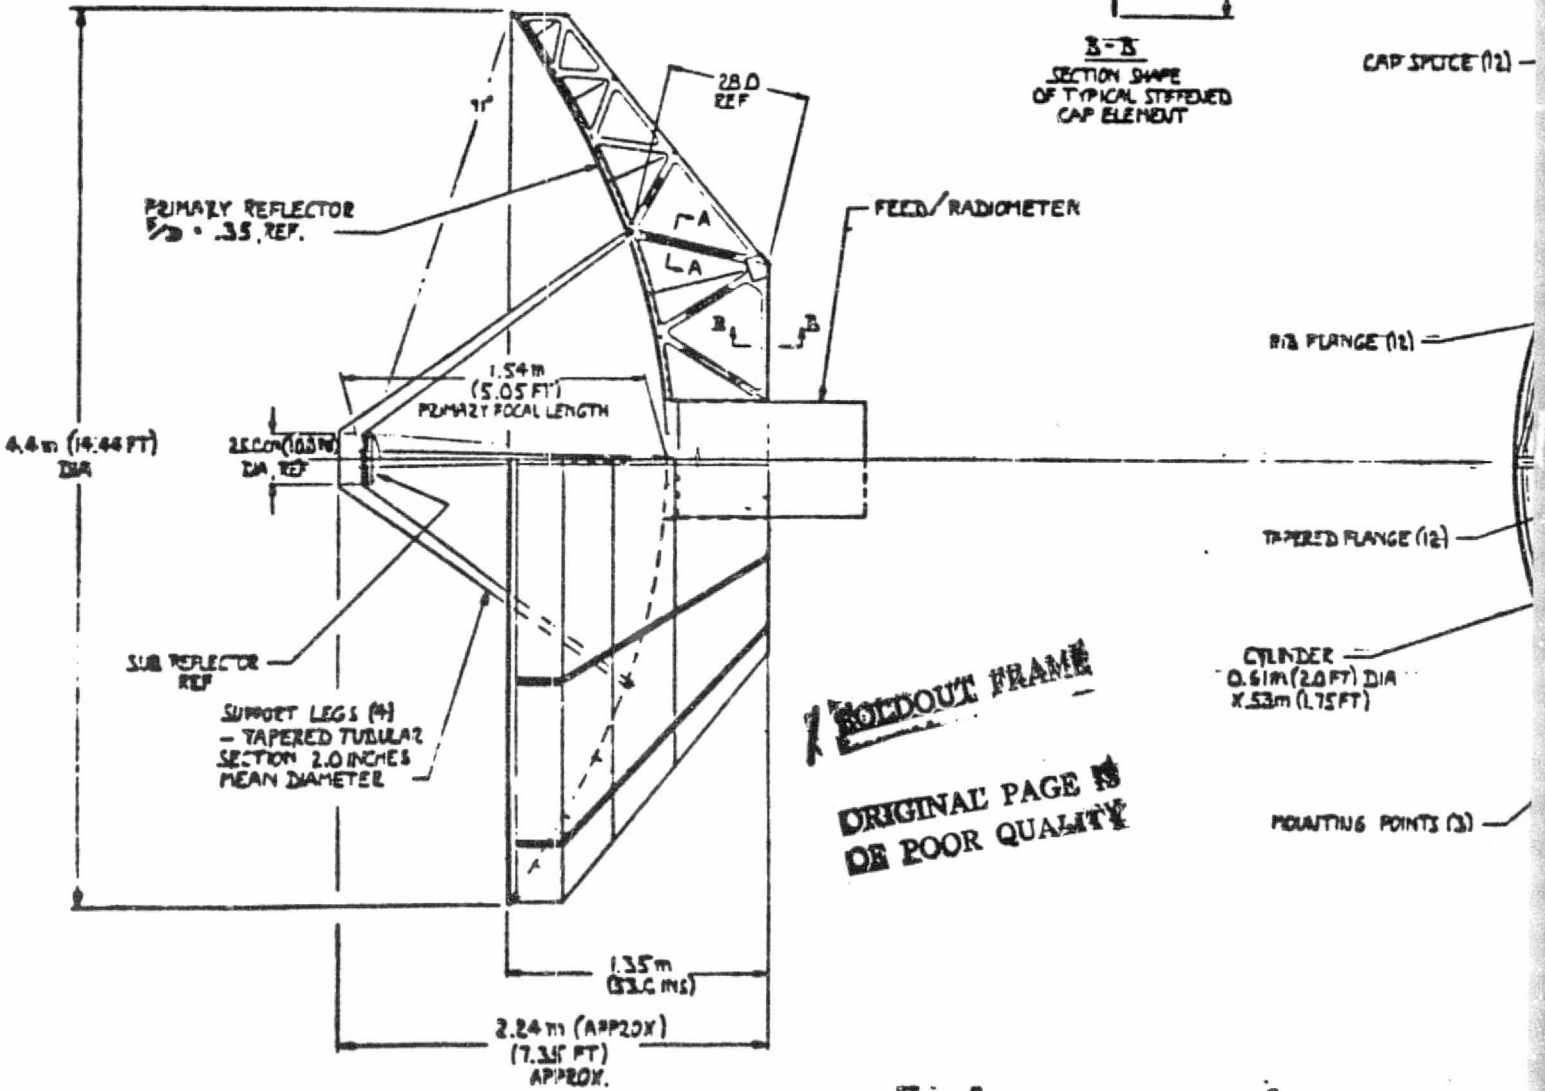 B-B
SECTION SHAPE
OF TYPICAL STIFFENED
CAP ELEMENT
CAP SPLICE (12)
28.0
REF
PRIMARY REFLECTOR
F/D = .35, REF.
A
A
FEED/RADIOMETER
B
B
RIB FLANGE (12)
1.54m
(5.05 FT)
PRIMARY FOCAL LENGTH
4.4m (14.44 FT)
DIA
DIA, REF
TAPERED FLANGE (12)
SUB REFLECTOR
REF
SUPPORT LEGS (4)
- TAPERED TUBULAR
SECTION 2.0 INCHES
MEAN DIAMETER
CYLINDER
0.61m (2.0 FT) DIA
X .53m (1.75 FT)
FOLDOUT FRAME
ORIGINAL PAGE IS
OF POOR QUALITY
MOUNTING POINTS (3)
1.35m
2.24m (APPROX)
(7.35 FT)
APPROX.